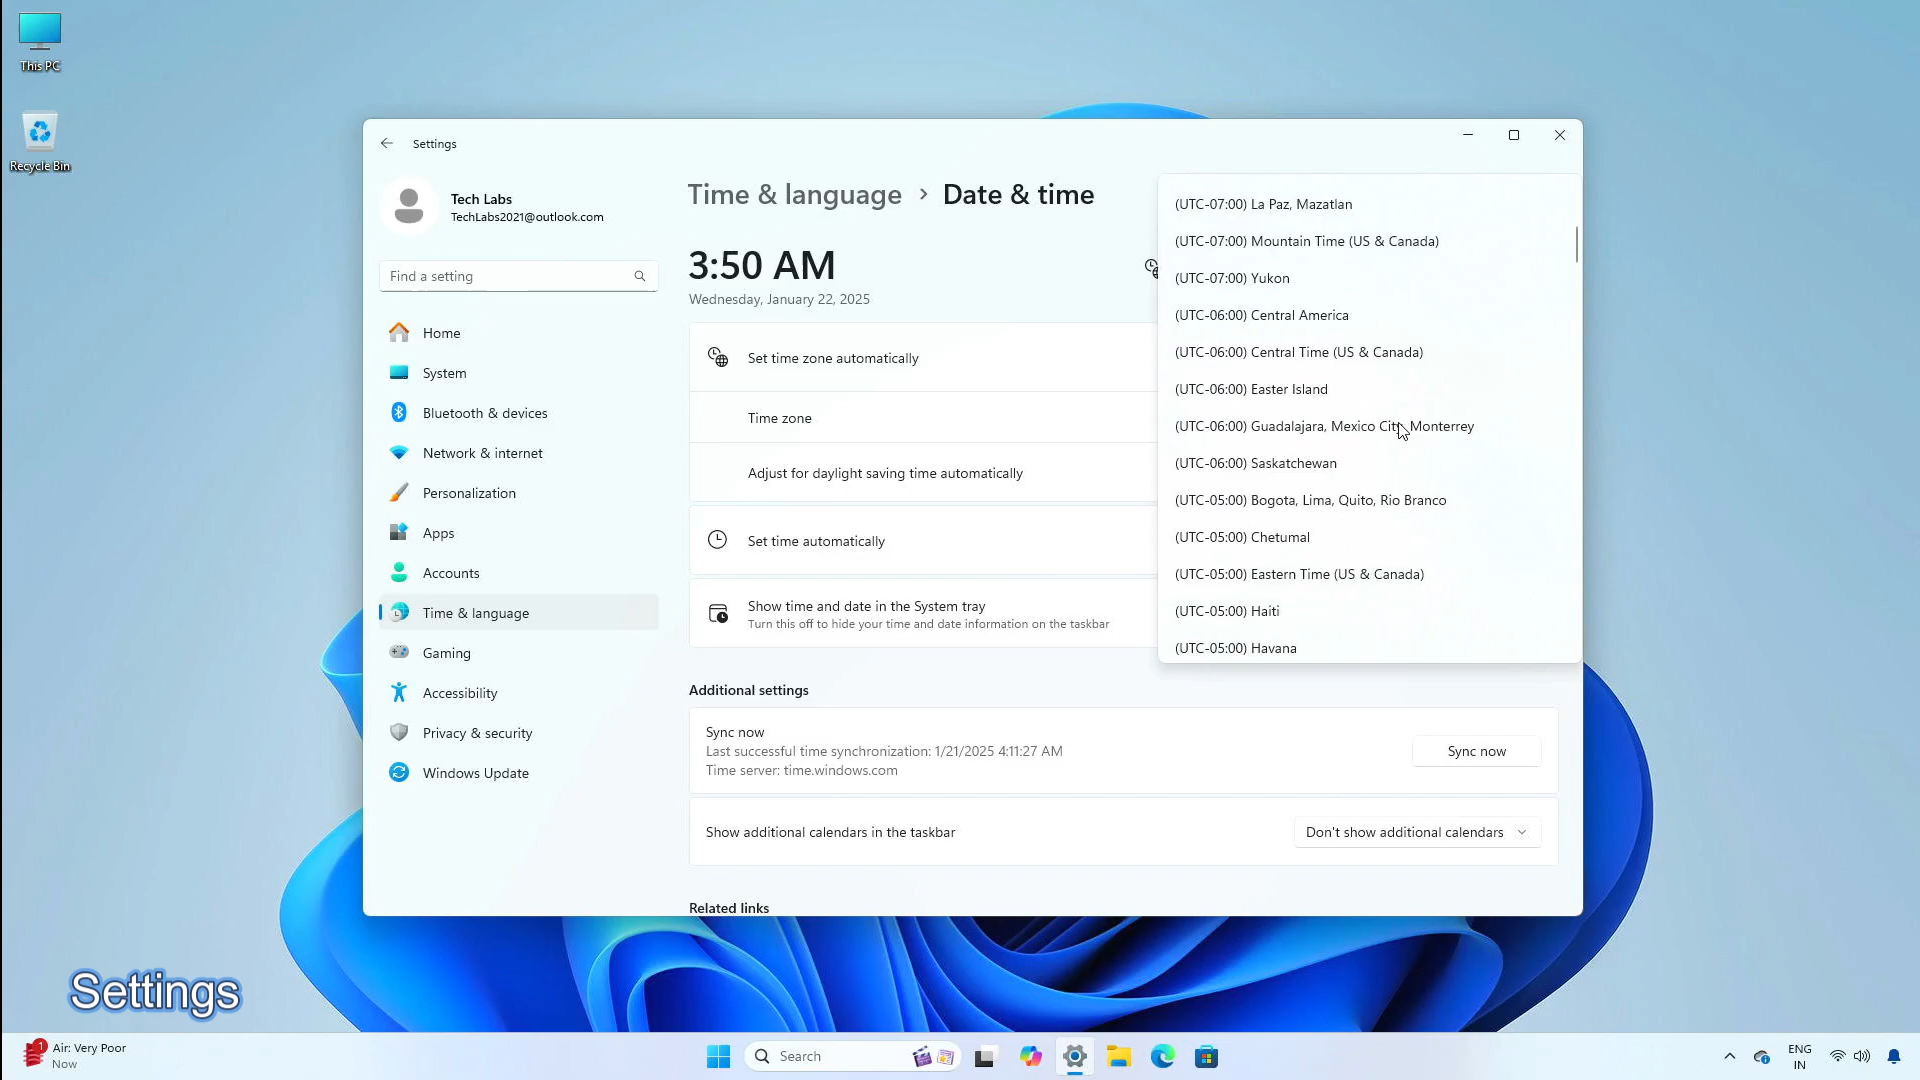 This PC
Recycle Bin
Settings
Tech Labs
TechLabs2021@outlook.com
Find a setting
Home
System
Bluetooth & devices
Network & internet
Personalization
Apps
Accounts
Time & language
Gaming
Accessibility
Privacy & security
Windows Update
Time & language > Date & time
3:50 AM
Wednesday, January 22, 2025
Set time zone automatically
Time zone
Adjust for daylight saving time automatically
Set time automatically
Show time and date in the System tray
Turn this off to hide your time and date information on the taskbar
(UTC-07:00) La Paz, Mazatlan
(UTC-07:00) Mountain Time (US & Canada)
(UTC-07:00) Yukon
(UTC-06:00) Central America
(UTC-06:00) Central Time (US & Canada)
(UTC-06:00) Easter Island
(UTC-06:00) Guadalajara, Mexico City, Monterrey
(UTC-06:00) Saskatchewan
(UTC-05:00) Bogota, Lima, Quito, Rio Branco
(UTC-05:00) Chetumal
(UTC-05:00) Eastern Time (US & Canada)
(UTC-05:00) Haiti
(UTC-05:00) Havana
Additional settings
Sync now
Last successful time synchronization: 1/21/2025 4:11:27 AM
Time server: time.windows.com
Sync now
Show additional calendars in the taskbar
Don't show additional calendars
Related links
Settings
1
Air: Very Poor
Now
Search
ENG
IN